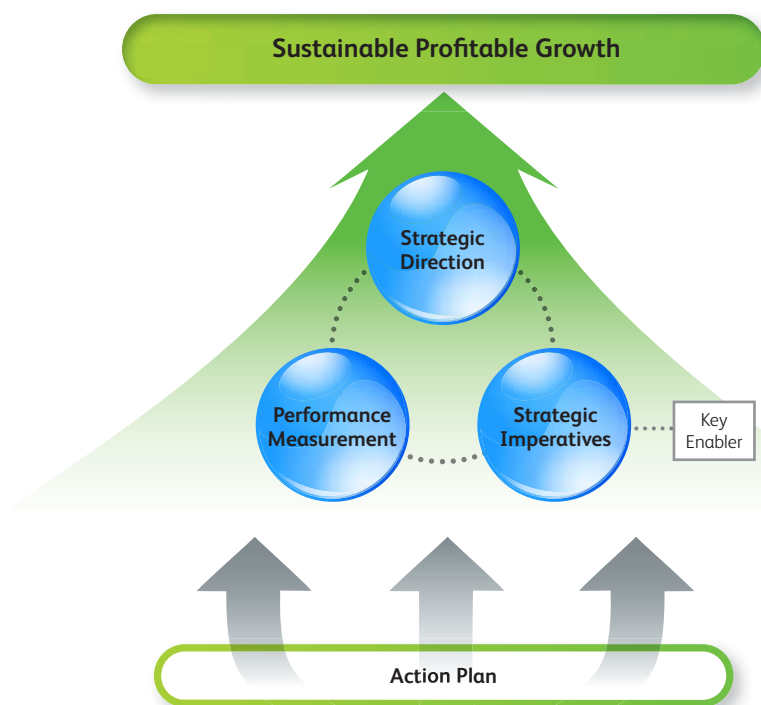 Sustainable Profitable Growth
Strategic
Direction
Performance
Measurement
Strategic
Imperatives
Key
Enabler
Action Plan